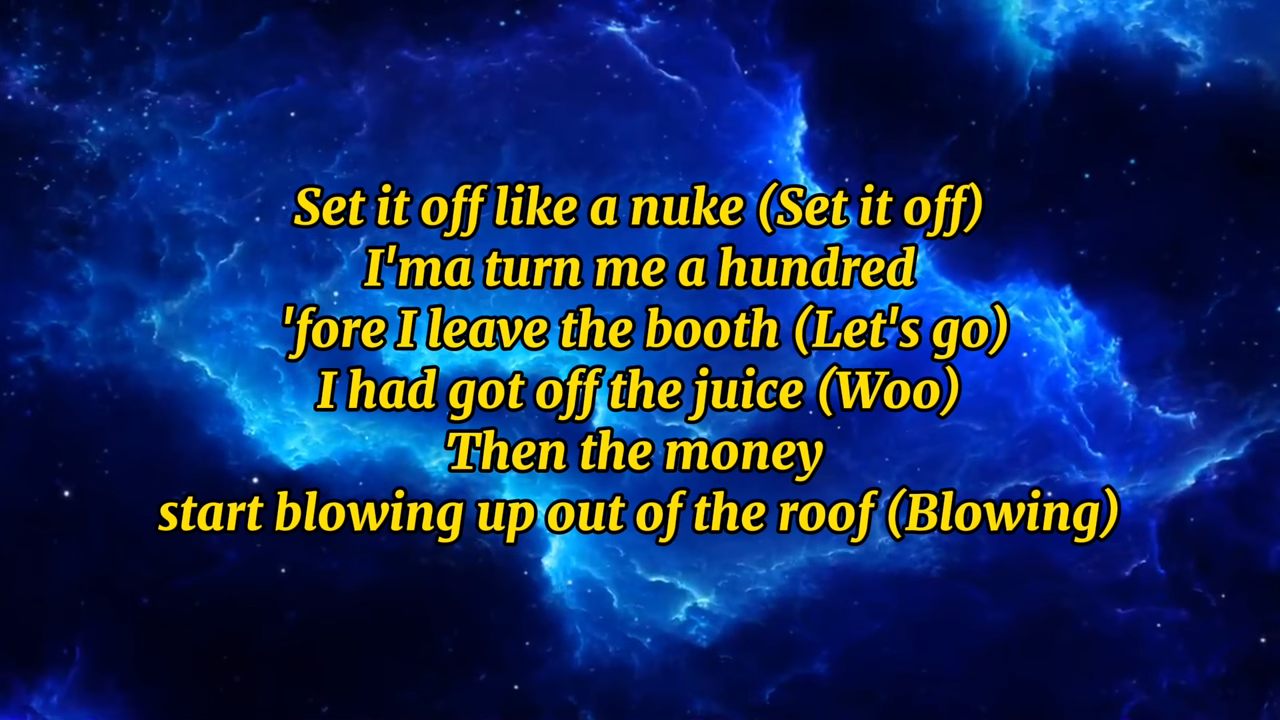 Set it off like a nuke (Set it off)
I'ma turn me a hundred
'fore I leave the booth (Let's go)
I had got off the juice (Woo)
Then the money
start blowing up out of the roof (Blowing)